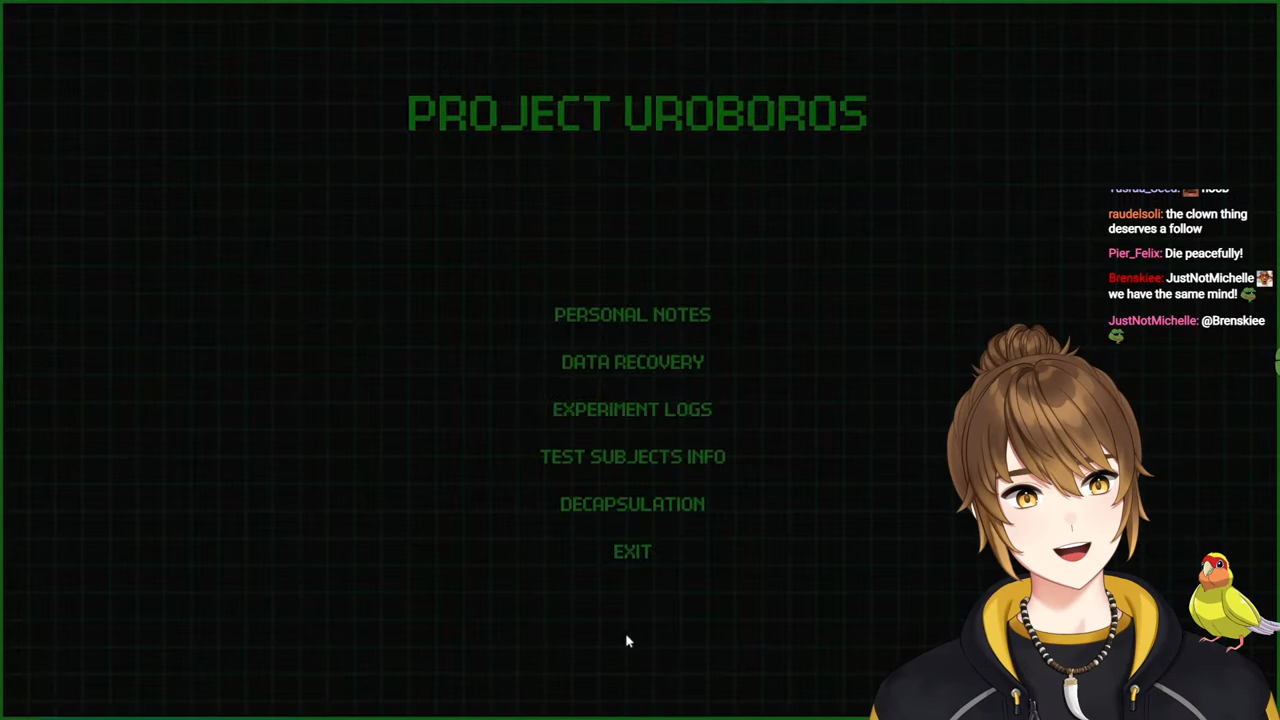 PROJECT UROBOROS
PERSONAL NOTES
DATA RECOVERY
EXPERIMENT LOGS
TEST SUBJECTS INFO
DECAPSULATION
EXIT
noob
raudelsoli: the clown thing
deserves a follow
Pier_Felix: Die peacefully!
Brenskiee: JustNotMichelle
we have the same mind!
JustNotMichelle: @Brenskiee